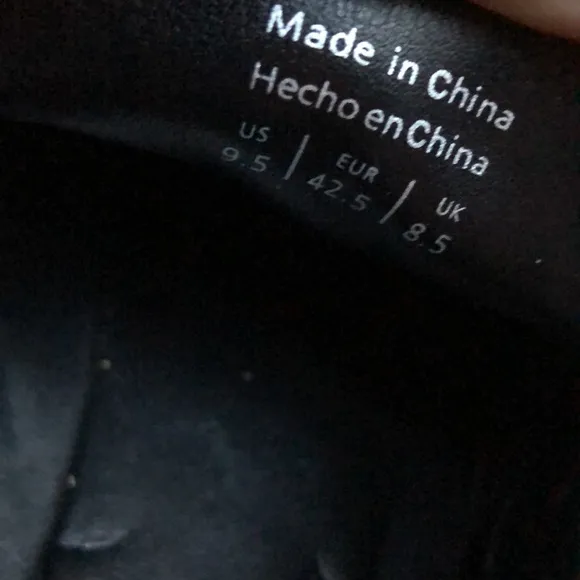 Made in China
Hecho en China
US / EUR / UK
9.5 / 42.5 / 8.5